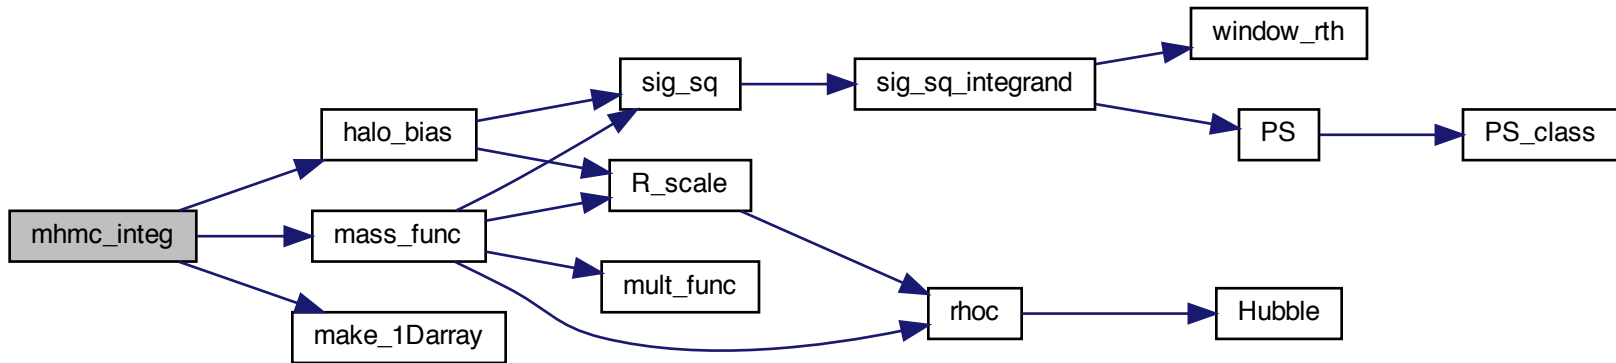 mhmc_integ
halo_bias
mass_func
make_1Darray
sig_sq
R_scale
mult_func
sig_sq_integrand
rhoc
window_rth
PS
Hubble
PS_class